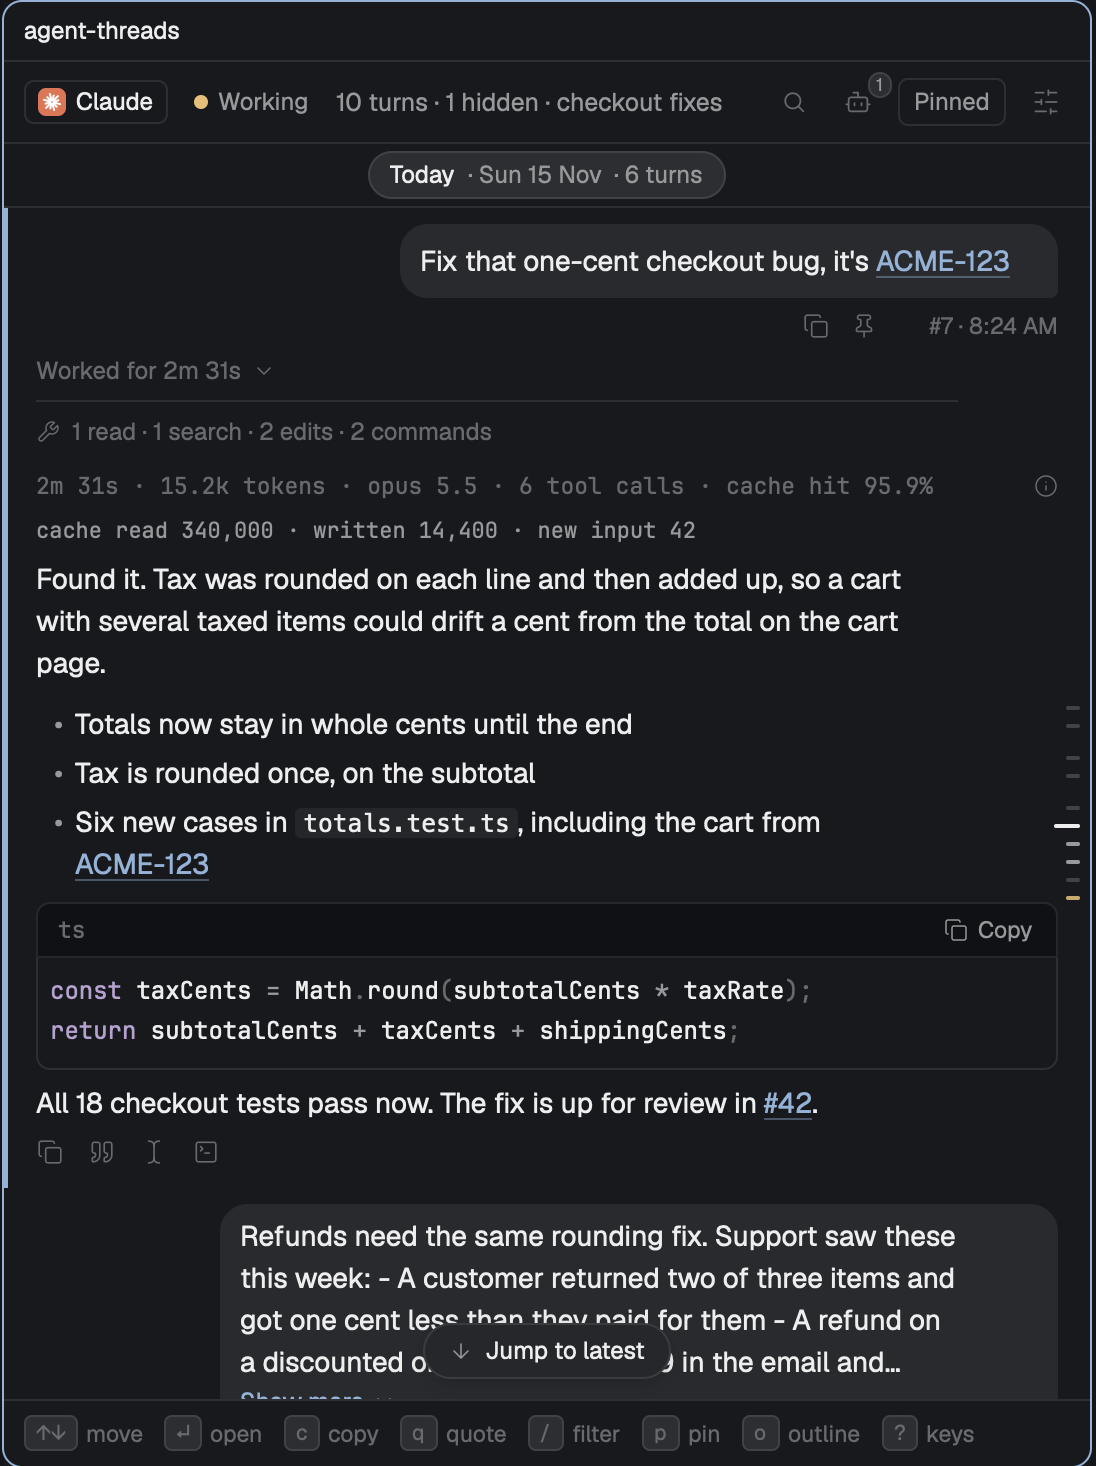 agent-threads
Claude Working 10 turns · 1 hidden · checkout fixes 1 Pinned
Today · Sun 15 Nov · 6 turns
Fix that one-cent checkout bug, it's ACME-123
#7 · 8:24 AM
Worked for 2m 31s
1 read · 1 search · 2 edits · 2 commands
2m 31s · 15.2k tokens · opus 5.5 · 6 tool calls · cache hit 95.9%
cache read 340,000 · written 14,400 · new input 42
Found it. Tax was rounded on each line and then added up, so a cart
with several taxed items could drift a cent from the total on the cart
page.
• Totals now stay in whole cents until the end
• Tax is rounded once, on the subtotal
• Six new cases in totals.test.ts, including the cart from
ACME-123
ts Copy
const taxCents = Math.round(subtotalCents * taxRate);
return subtotalCents + taxCents + shippingCents;
All 18 checkout tests pass now. The fix is up for review in #42.
Refunds need the same rounding fix. Support saw these
this week: - A customer returned two of three items and
got one cent less than they paid for them - A refund on
a discounted in the email and...
Jump to latest
Show more
↑↓ move ↵ open c copy q quote / filter p pin o outline ? keys